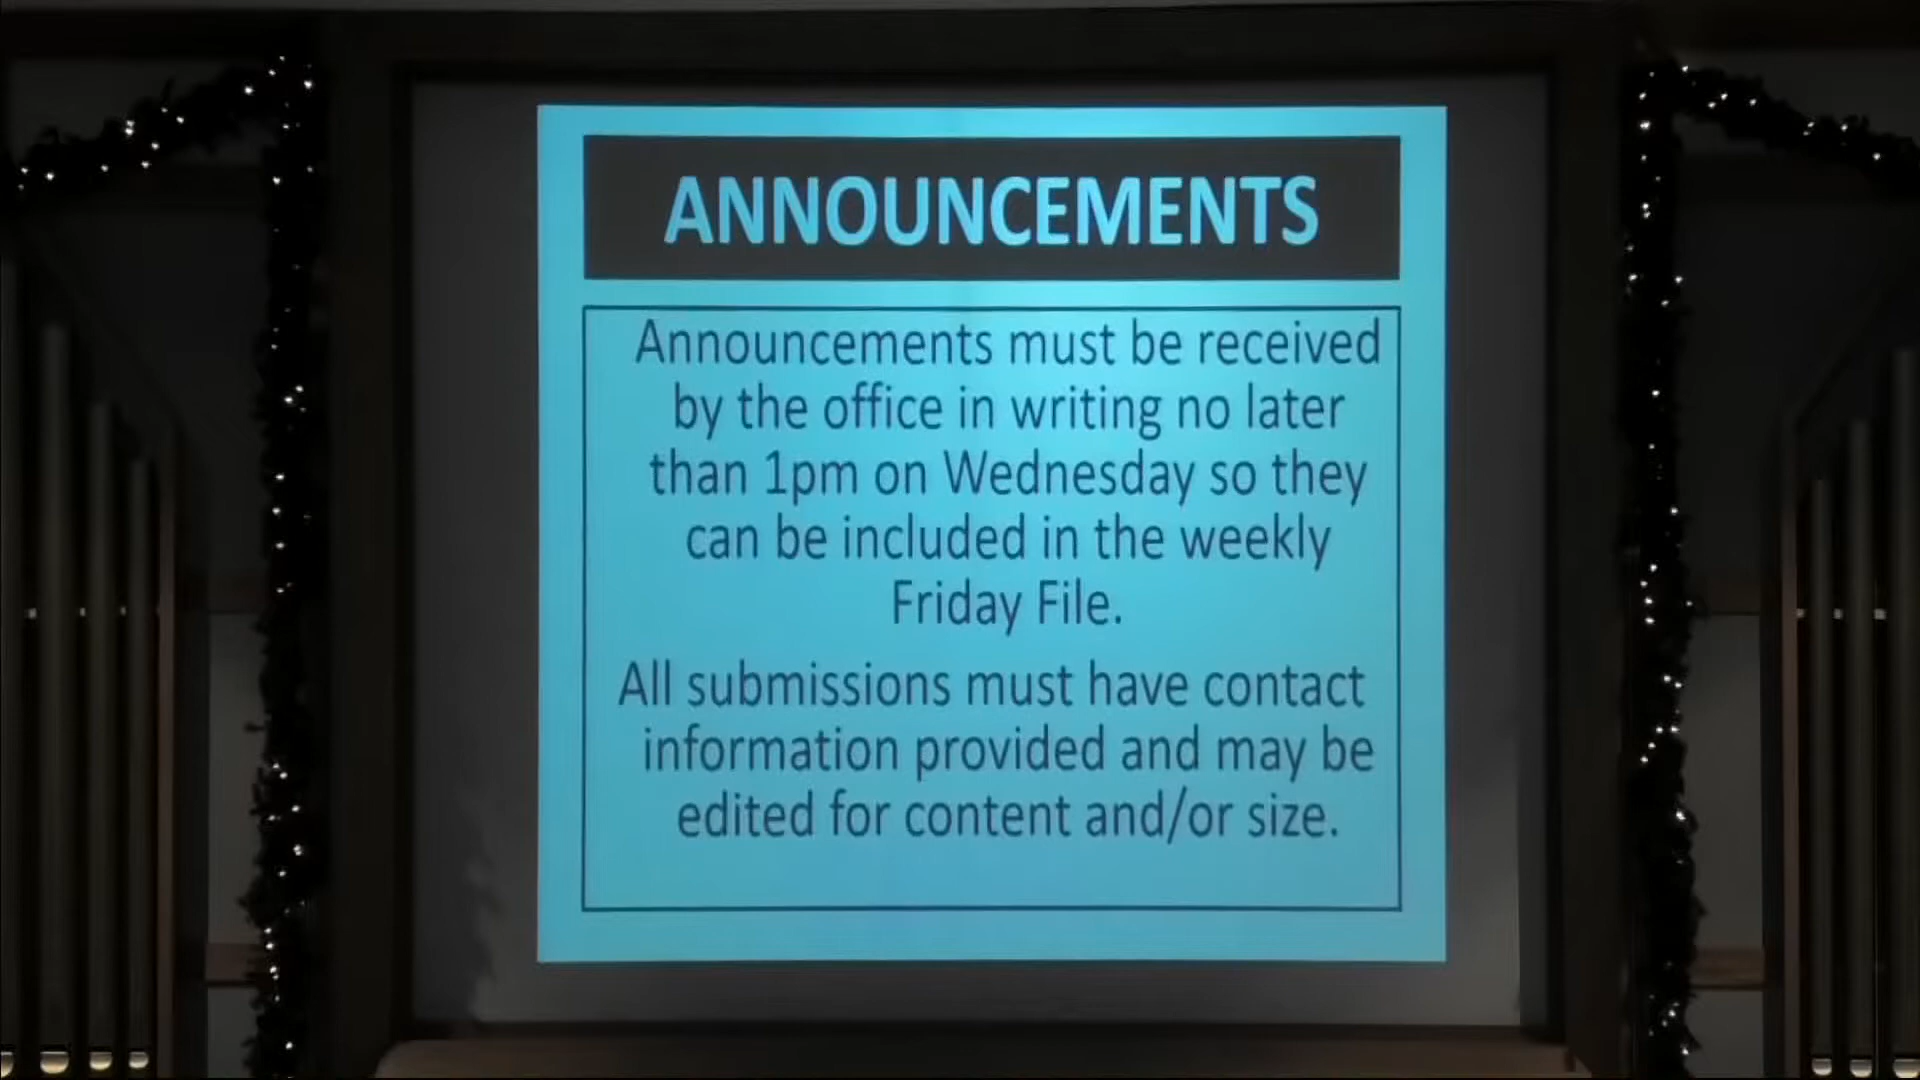 ANNOUNCEMENTS
Announcements must be received
by the office in writing no later
than 1pm on Wednesday so they
can be included in the weekly
Friday File.
All submissions must have contact
information provided and may be
edited for content and/or size.